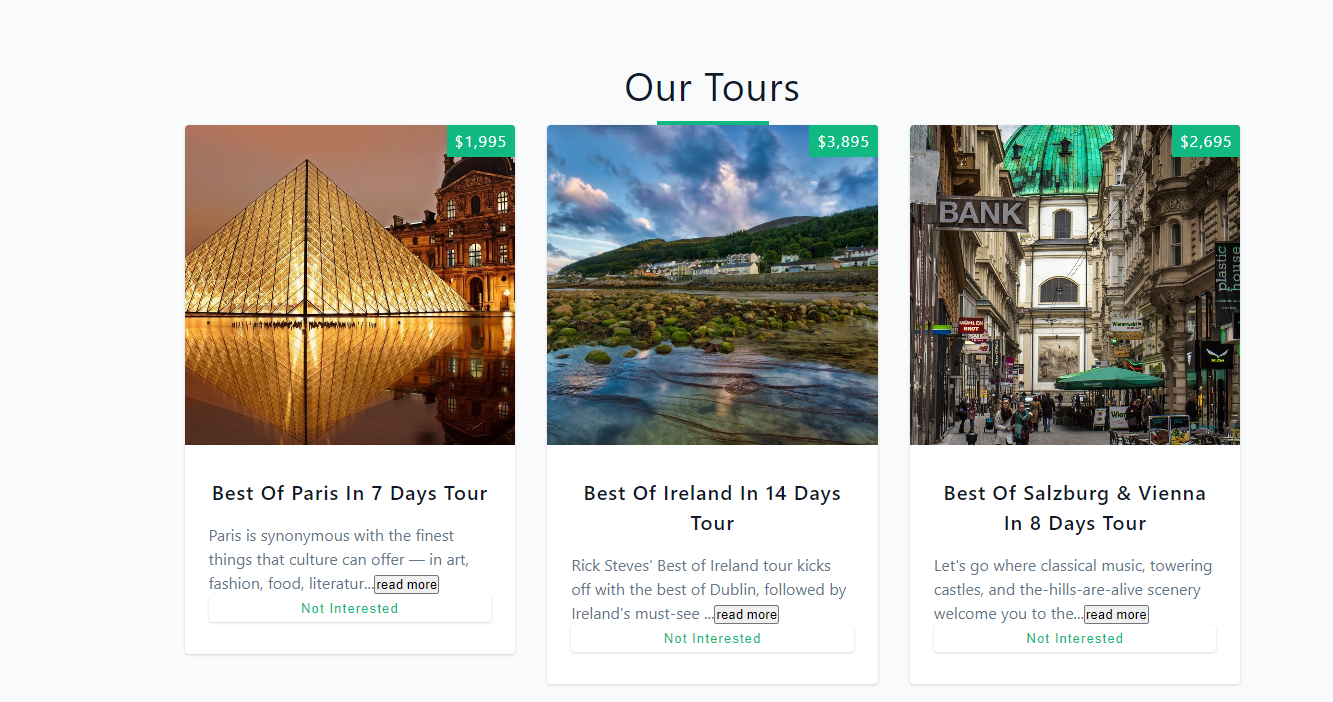 Our Tours
$1,995
$3,895
$2,695
BANK
plastic
house
MÜHLEN
BROT
Wienerwald
Wien
Best Of Paris In 7 Days Tour
Paris is synonymous with the finest
things that culture can offer — in art,
fashion, food, literatur...read more
Not Interested
Best Of Ireland In 14 Days
Tour
Rick Steves' Best of Ireland tour kicks
off with the best of Dublin, followed by
Ireland's must-see ...read more
Not Interested
Best Of Salzburg & Vienna
In 8 Days Tour
Let's go where classical music, towering
castles, and the-hills-are-alive scenery
welcome you to the...read more
Not Interested